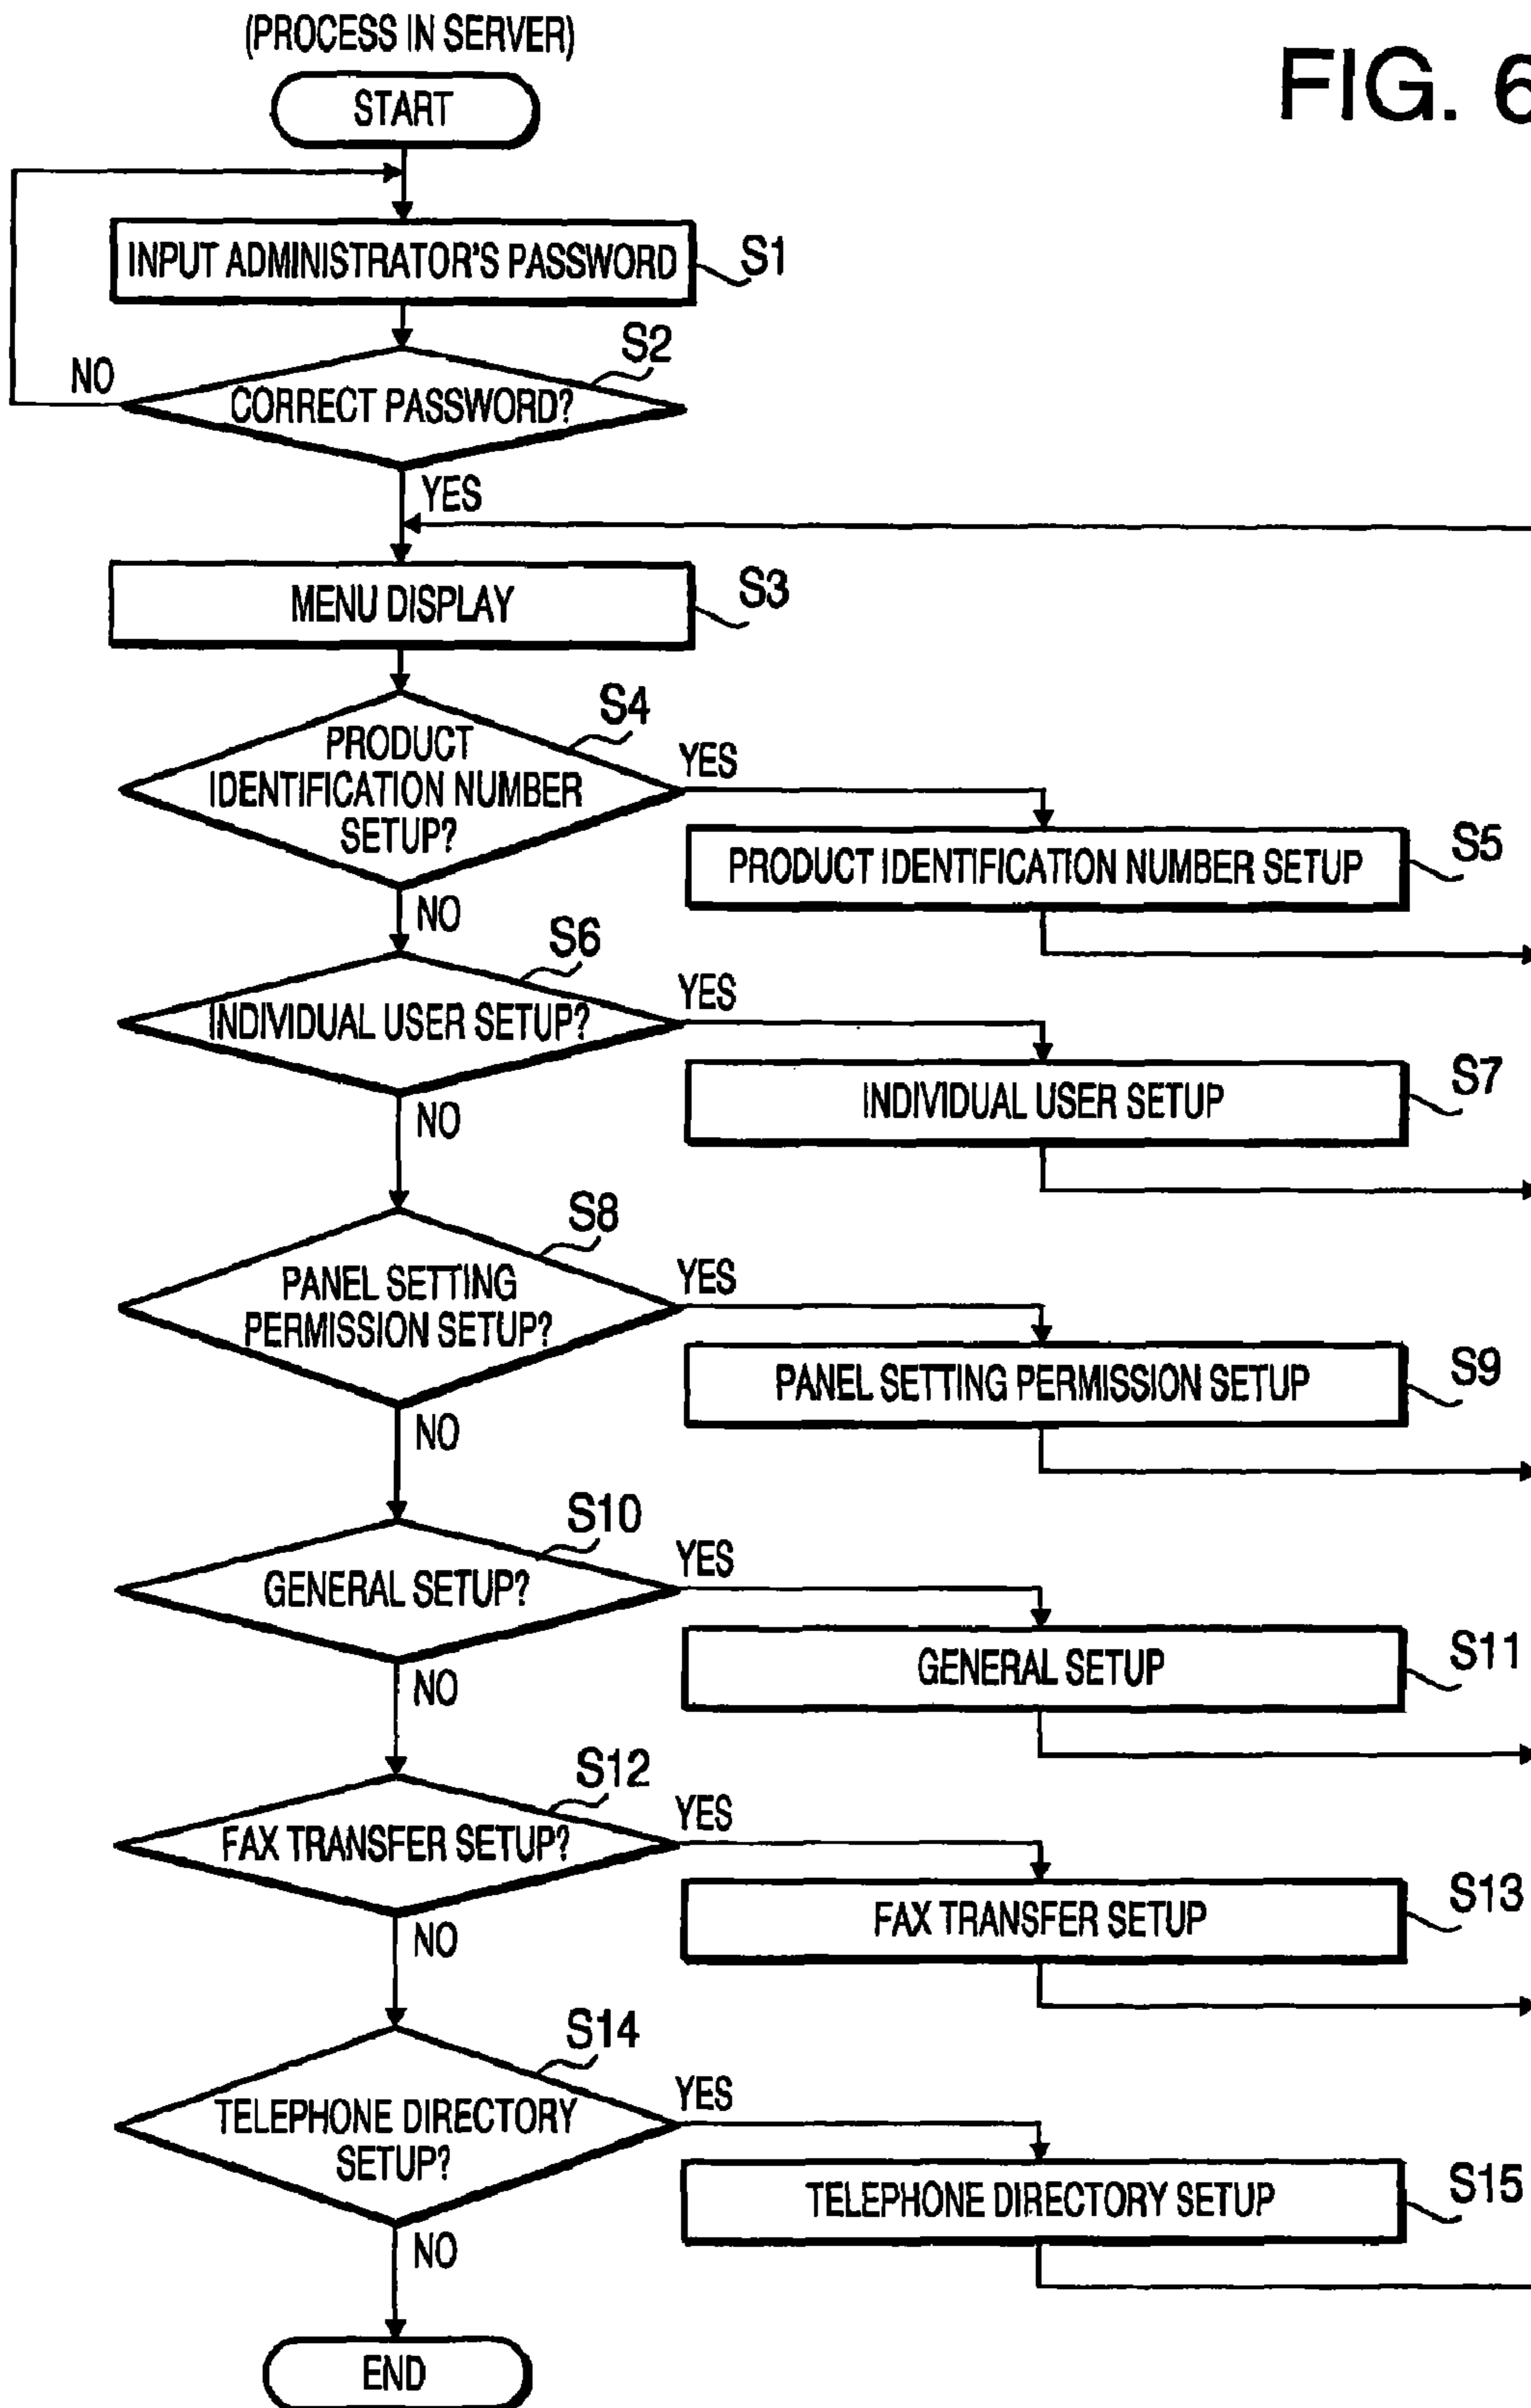 (PROCESS IN SERVER)
FIG. 6
START
INPUT ADMINISTRATOR'S PASSWORD
S1
S2
CORRECT PASSWORD?
NO
YES
MENU DISPLAY
S3
S4
PRODUCT
IDENTIFICATION NUMBER
SETUP?
YES
NO
PRODUCT IDENTIFICATION NUMBER SETUP
S5
S6
INDIVIDUAL USER SETUP?
YES
NO
INDIVIDUAL USER SETUP
S7
S8
PANEL SETTING
PERMISSION SETUP?
YES
NO
PANEL SETTING PERMISSION SETUP
S9
S10
GENERAL SETUP?
YES
NO
GENERAL SETUP
S11
S12
FAX TRANSFER SETUP?
YES
NO
FAX TRANSFER SETUP
S13
S14
TELEPHONE DIRECTORY
SETUP?
YES
NO
TELEPHONE DIRECTORY SETUP
S15
END